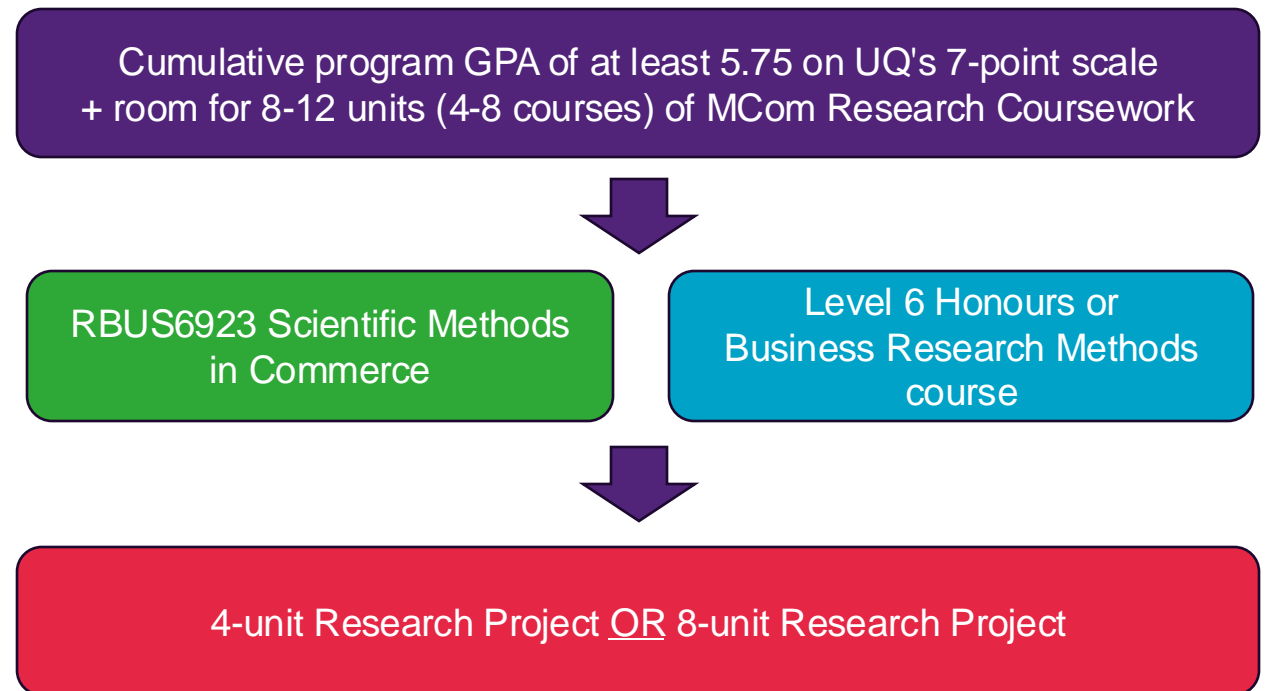 Cumulative program GPA of at least 5.75 on UQ's 7-point scale
+ room for 8-12 units (4-8 courses) of MCom Research Coursework
RBUS6923 Scientific Methods
in Commerce
Level 6 Honours or
Business Research Methods
course
4-unit Research Project OR 8-unit Research Project